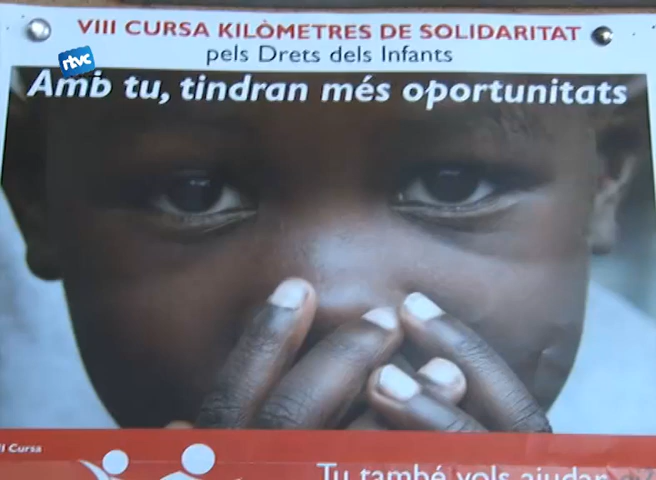 VIII CURSA KILÒMETRES DE SOLIDARITAT
pels Drets dels Infants
rtvc
Amb tu, tindran més oportunitats
Cursa
Tu també vols ajudar